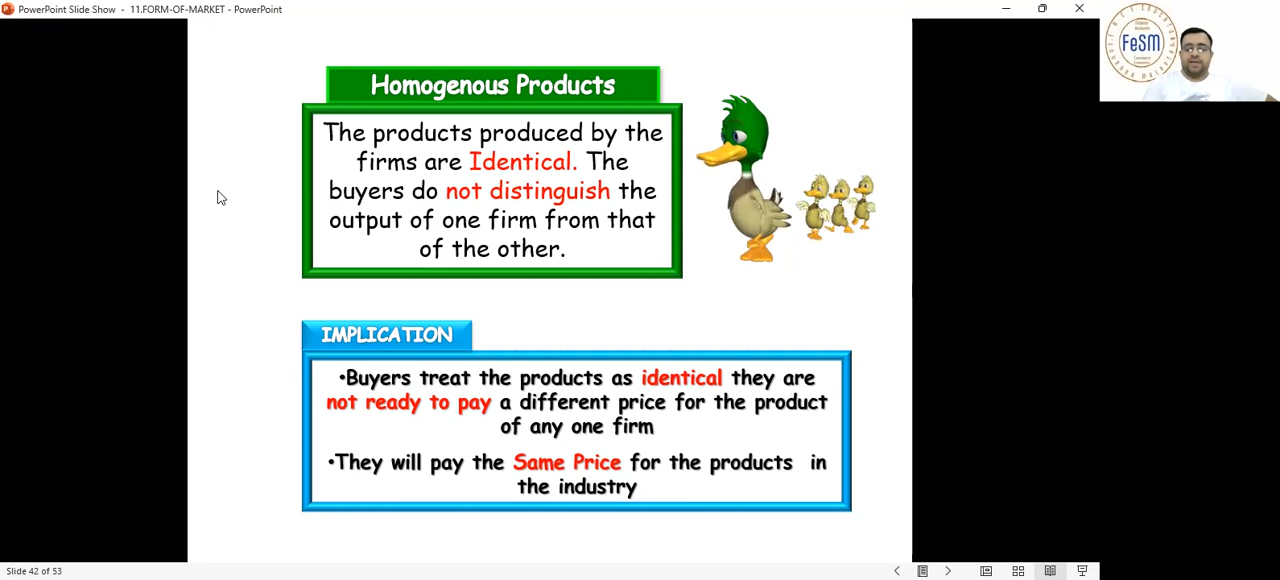 PowerPoint Slide Show - 11.FORM-OF-MARKET - PowerPoint
FeSM
Homogenous Products
The products produced by the
firms are Identical. The
buyers do not distinguish the
output of one firm from that
of the other.
IMPLICATION
•Buyers treat the products as identical they are
not ready to pay a different price for the product
of any one firm
•They will pay the Same Price for the products in
the industry
Slide 42 of 53